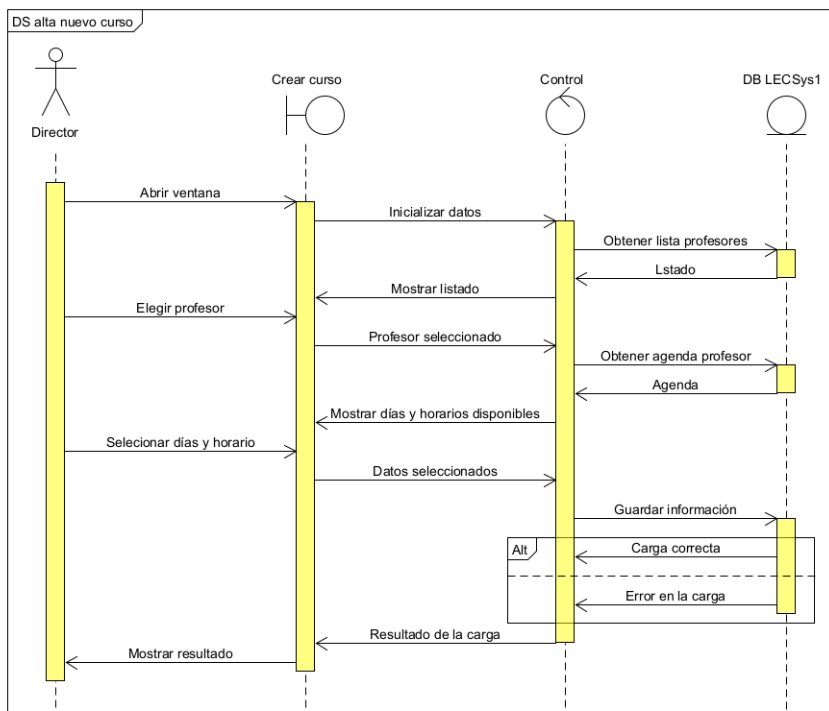 DS alta nuevo curso
Crear curso
Control
DB LECSys1
Director
Abrir ventana
Inicializar datos
Obtener lista profesores
Lstado
Mostrar listado
Elegir profesor
Profesor seleccionado
Obtener agenda profesor
Agenda
Mostrar días y horarios disponibles
Selecionar días y horario
Datos seleccionados
Guardar información
Alt
Carga correcta
Error en la carga
Resultado de la carga
Mostrar resultado